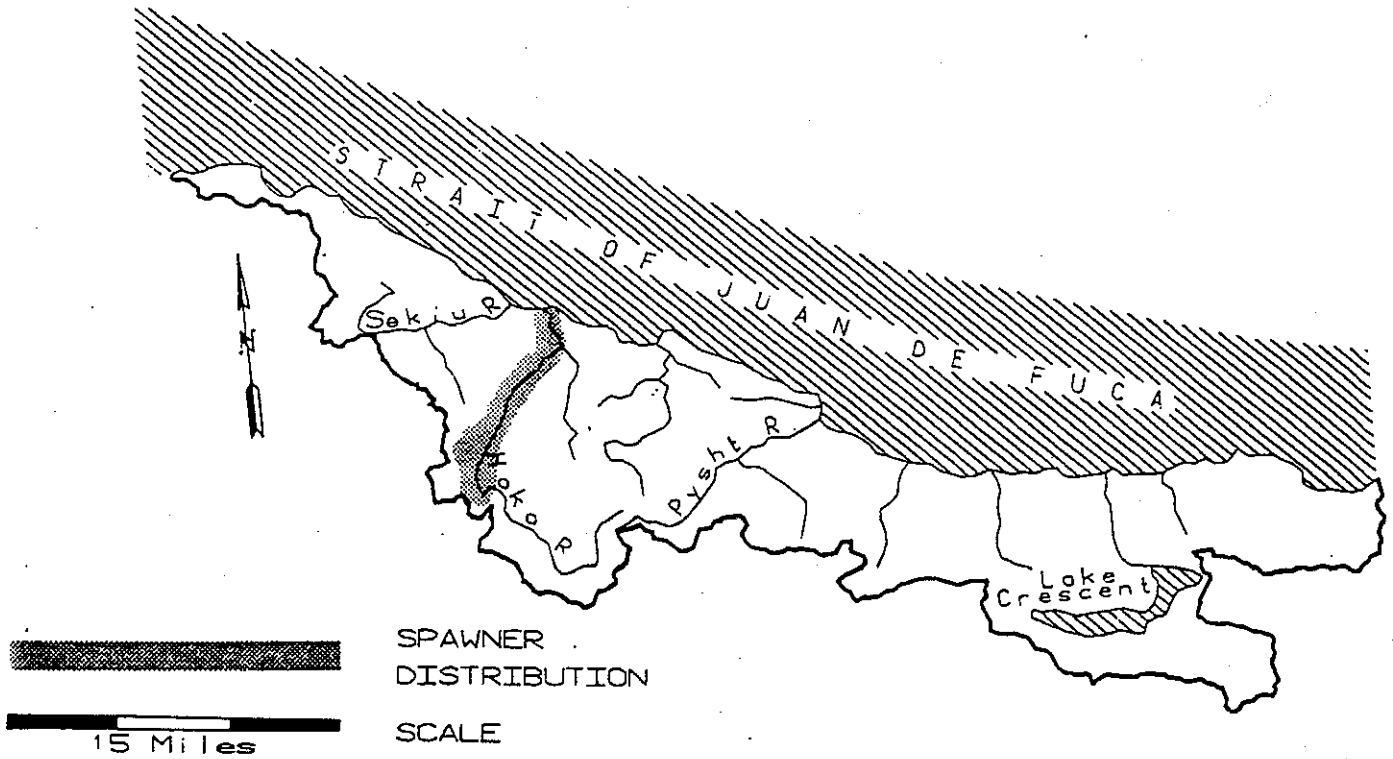 STRAIT OF JUAN DE FUCA
N
Sekiu R
Hoko R
Pysht R
Lake
Crescent
SPAWNER
DISTRIBUTION
15 Miles
SCALE